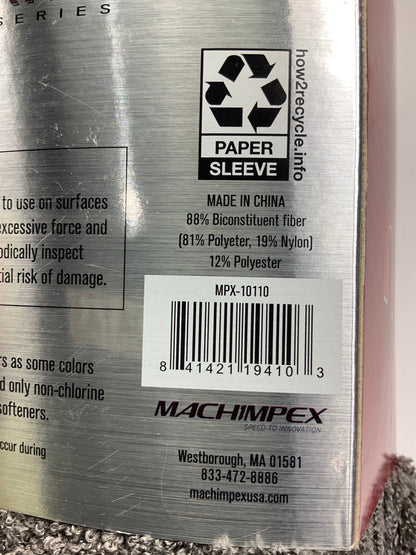 SERIES
to use on surfaces
excessive force and
odically inspect
tial risk of damage.
rs as some colors
d only non-chlorine
softeners.
ccur during
how2recycle.info
PAPER
SLEEVE
MADE IN CHINA
88% Biconstituent fiber
(81% Polyeter, 19% Nylon)
12% Polyester
MPX-10110
8 41421 19410 3
MACHIMPEX
SPEED TO INNOVATION
Westborough, MA 01581
833-472-8886
machimpexusa.com